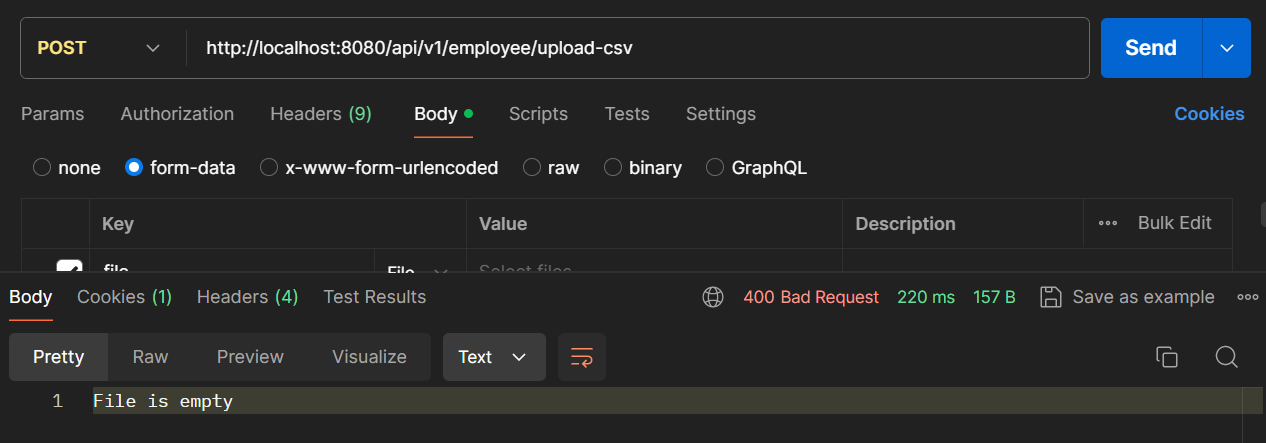 POST http://localhost:8080/api/v1/employee/upload-csv Send
Params Authorization Headers (9) Body Scripts Tests Settings Cookies
none form-data x-www-form-urlencoded raw binary GraphQL
Key Value Description Bulk Edit
file File Select files
Body Cookies (1) Headers (4) Test Results 400 Bad Request 220 ms 157 B Save as example
Pretty Raw Preview Visualize Text
1 File is empty